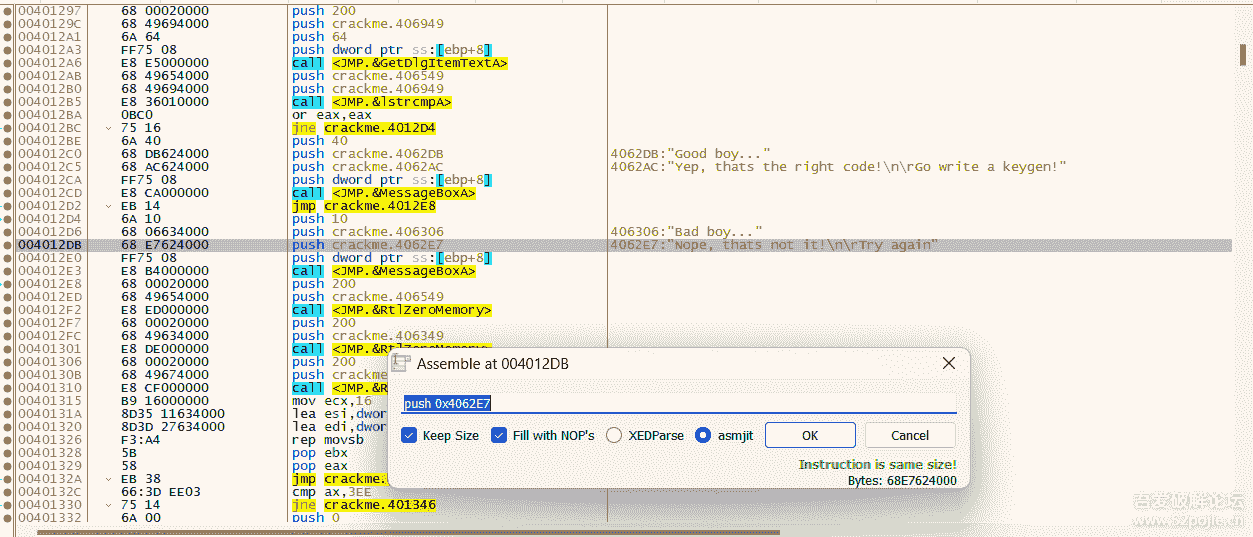 00401297 68 00020000 push 200
0040129C 68 49694000 push crackme.406949
004012A1 6A 64 push 64
004012A3 FF75 08 push dword ptr ss:[ebp+8]
004012A6 E8 E5000000 call <JMP.&GetDlgItemTextA>
004012AB 68 49654000 push crackme.406549
004012B0 68 49694000 push crackme.406949
004012B5 E8 36010000 call <JMP.&lstrcmpA>
004012BA 0BC0 or eax,eax
004012BC 75 16 jne crackme.4012D4
004012BE 6A 40 push 40
004012C0 68 DB624000 push crackme.4062DB 4062DB:"Good boy..."
004012C5 68 AC624000 push crackme.4062AC 4062AC:"Yep, thats the right code!\n\rGo write a keygen!"
004012CA FF75 08 push dword ptr ss:[ebp+8]
004012CD E8 CA000000 call <JMP.&MessageBoxA>
004012D2 EB 14 jmp crackme.4012E8
004012D4 6A 10 push 10
004012D6 68 06634000 push crackme.406306 406306:"Bad boy..."
004012DB 68 E7624000 push crackme.4062E7 4062E7:"Nope, thats not it!\n\rTry again"
004012E0 FF75 08 push dword ptr ss:[ebp+8]
004012E3 E8 B4000000 call <JMP.&MessageBoxA>
004012E8 68 00020000 push 200
004012ED 68 49654000 push crackme.406549
004012F2 E8 ED000000 call <JMP.&RtlZeroMemory>
004012F7 68 00020000 push 200
004012FC 68 49634000 push crackme.406349
00401301 E8 DE000000 call <JMP.&RtlZeroMemory>
00401306 68 00020000 push 200
0040130B 68 49674000 push crackme.
00401310 E8 CF000000 call <JMP.&R
00401315 B9 16000000 mov ecx,16
0040131A 8D35 11634000 lea esi,dwor
00401320 8D3D 27634000 lea edi,dwor
00401326 F3:A4 rep movsb
00401328 5B pop ebx
00401329 58 pop eax
0040132A EB 38 jmp crackme.
0040132C 66:3D EE03 cmp ax,3EE
00401330 75 14 jne crackme.401346
00401332 6A 00 push 0
Assemble at 004012DB
push 0x4062E7
Keep Size Fill with NOP's XEDParse asmjit OK Cancel
Instruction is same size!
Bytes: 68E7624000
吾爱破解论坛
www.52pojie.cn